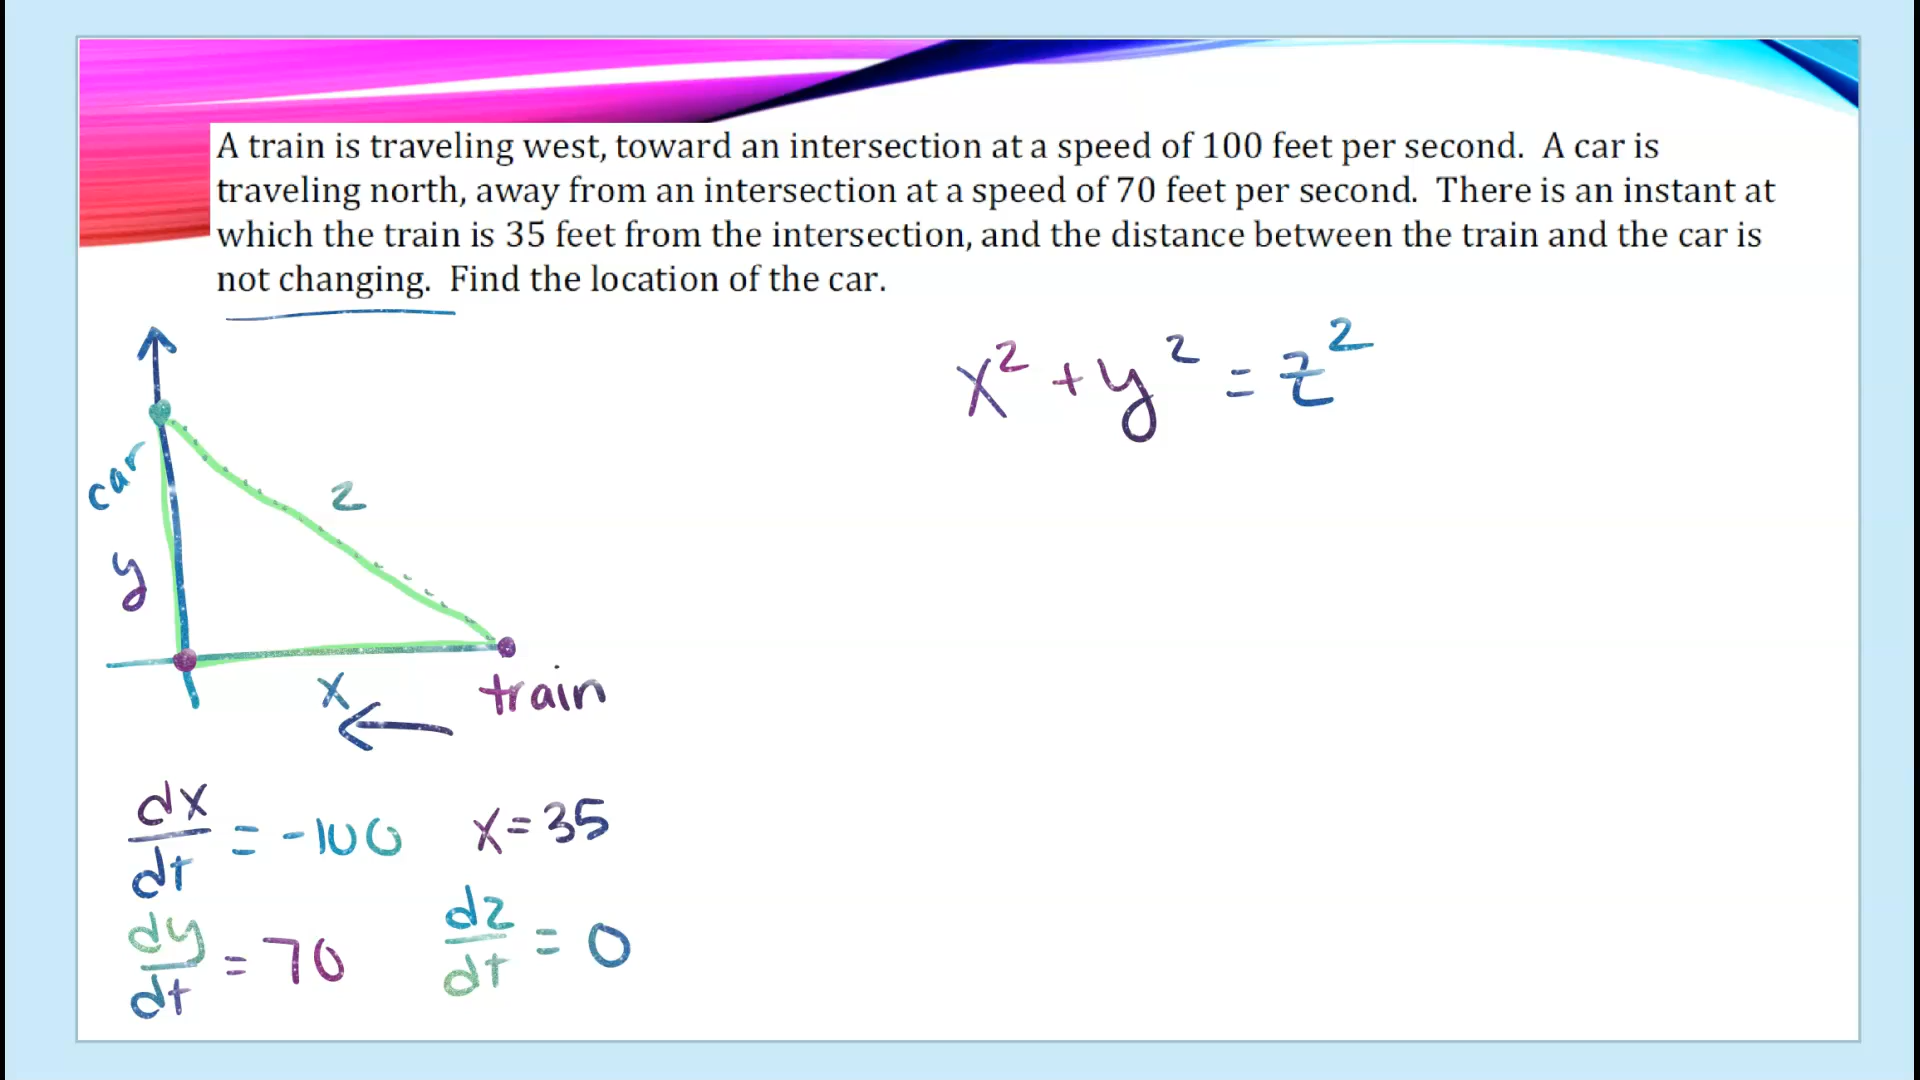 A train is traveling west, toward an intersection at a speed of 100 feet per second. A car is
traveling north, away from an intersection at a speed of 70 feet per second. There is an instant at
which the train is 35 feet from the intersection, and the distance between the train and the car is
not changing. Find the location of the car.
x² + y² = z²
car
z
y
x
train
dx/dt = -100
x = 35
dy/dt = 70
dz/dt = 0